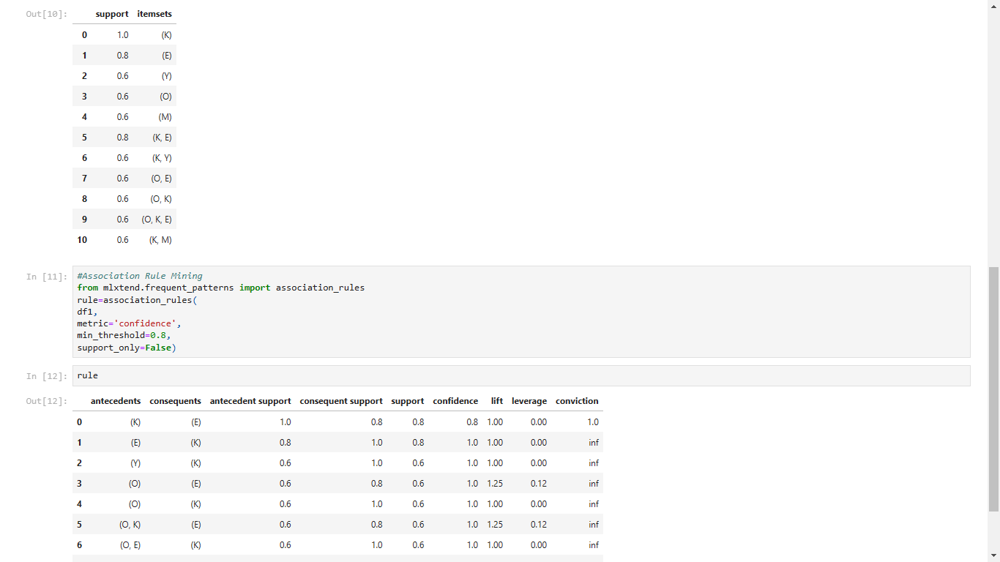 Out[10]: support itemsets
0 1.0 (K)
1 0.8 (E)
2 0.6 (Y)
3 0.6 (O)
4 0.6 (M)
5 0.8 (K, E)
6 0.6 (K, Y)
7 0.6 (O, E)
8 0.6 (O, K)
9 0.6 (O, K, E)
10 0.6 (K, M)
In [11]: #Association Rule Mining
from mlxtend.frequent_patterns import association_rules
rule=association_rules(
df1,
metric='confidence',
min_threshold=0.8,
support_only=False)
In [12]: rule
Out[12]: antecedents consequents antecedent support consequent support support confidence lift leverage conviction
0 (K) (E) 1.0 0.8 0.8 0.8 1.00 0.00 1.0
1 (E) (K) 0.8 1.0 0.8 1.0 1.00 0.00 inf
2 (Y) (K) 0.6 1.0 0.6 1.0 1.00 0.00 inf
3 (O) (E) 0.6 0.8 0.6 1.0 1.25 0.12 inf
4 (O) (K) 0.6 1.0 0.6 1.0 1.00 0.00 inf
5 (O, K) (E) 0.6 0.8 0.6 1.0 1.25 0.12 inf
6 (O, E) (K) 0.6 1.0 0.6 1.0 1.00 0.00 inf